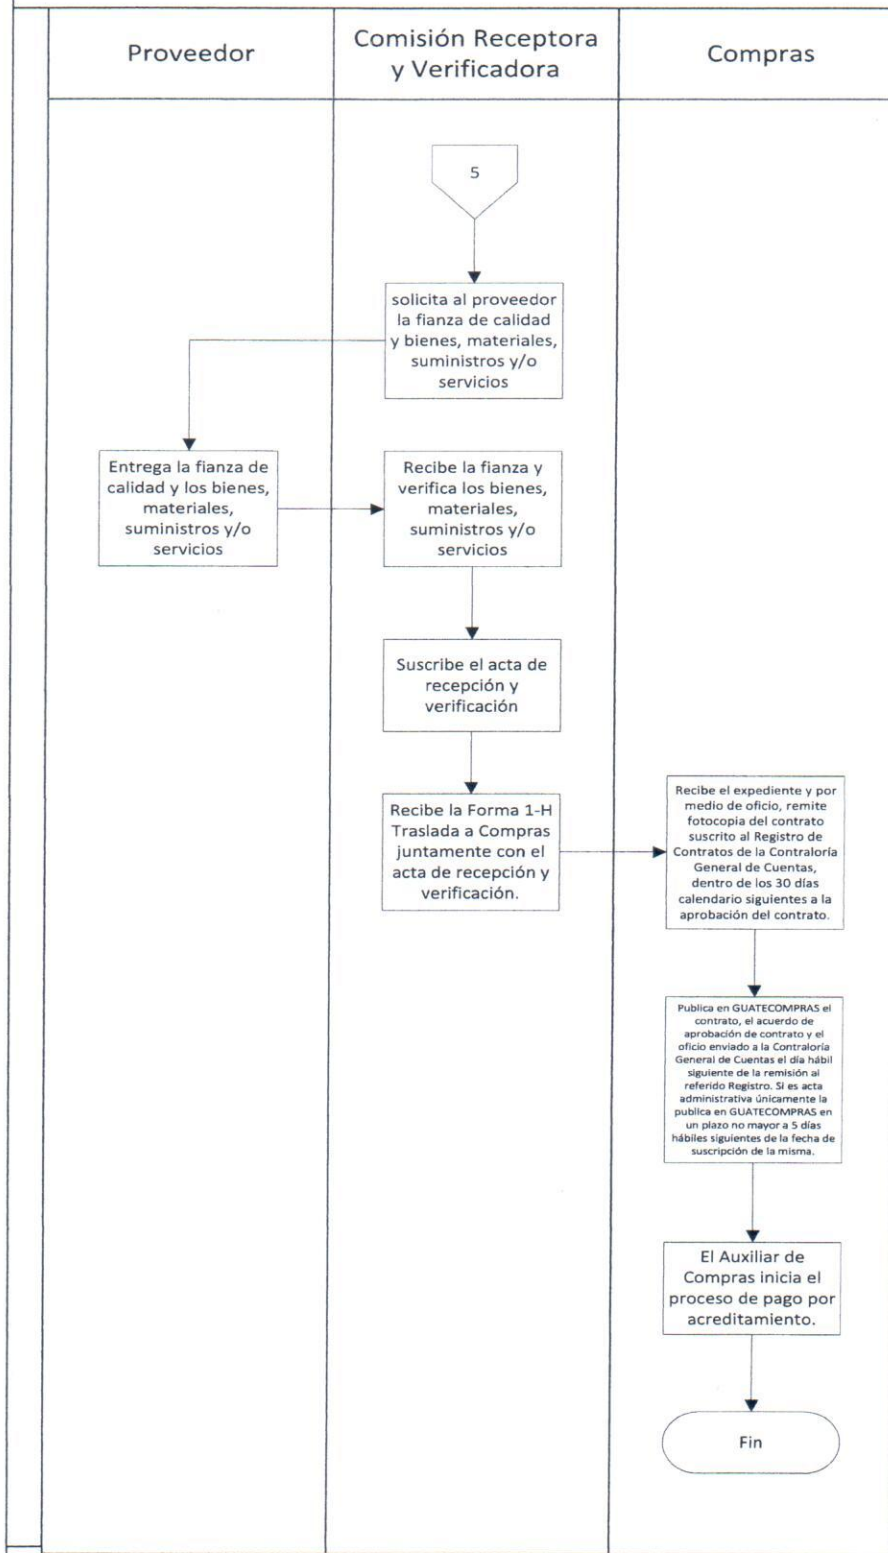 Proveedor
Comisión Receptora
y Verificadora
Compras
5
solicita al proveedor
la fianza de calidad
y bienes, materiales,
suministros y/o
servicios
Entrega la fianza de
calidad y los bienes,
materiales,
suministros y/o
servicios
Recibe la fianza y
verifica los bienes,
materiales,
suministros y/o
servicios
Suscribe el acta de
recepción y
verificación
Recibe la Forma 1-H
Traslada a Compras
juntamente con el
acta de recepción y
verificación.
Recibe el expediente y por
medio de oficio, remite
fotocopia del contrato
suscrito al Registro de
Contratos de la Contraloría
General de Cuentas,
dentro de los 30 días
calendario siguientes a la
aprobación del contrato.
Publica en GUATECOMPRAS el
contrato, el acuerdo de
aprobación de contrato y el
oficio enviado a la Contraloría
General de Cuentas el día hábil
siguiente de la remisión al
referido Registro. Si es acta
administrativa únicamente la
publica en GUATECOMPRAS en
un plazo no mayor a 5 días
hábiles siguientes de la fecha de
suscripción de la misma.
El Auxiliar de
Compras inicia el
proceso de pago por
acreditamiento.
Fin